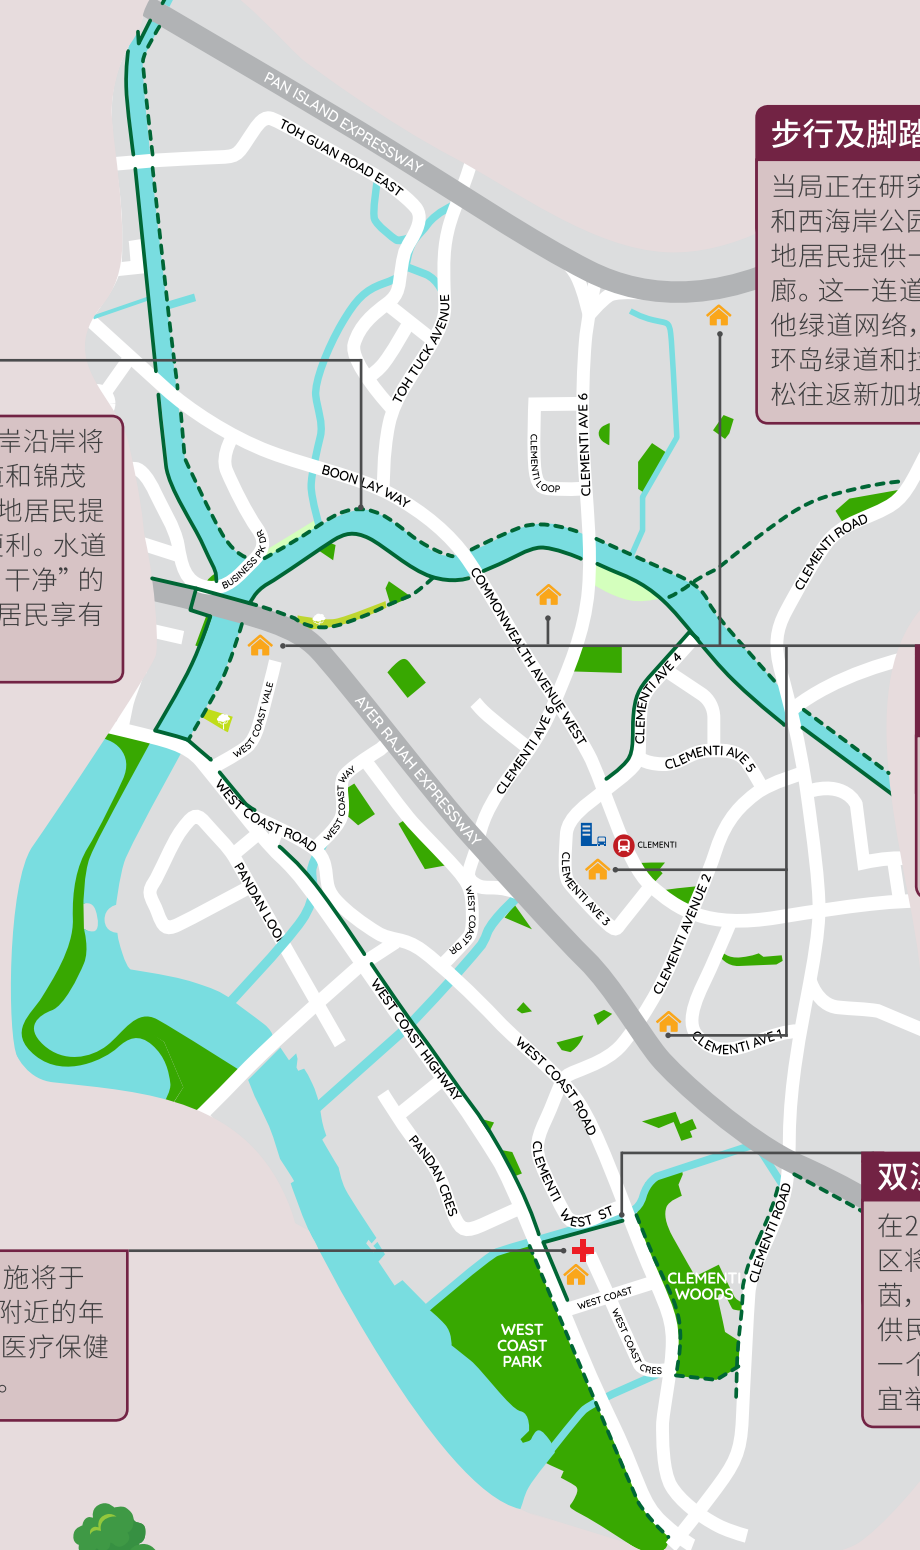 PAN ISLAND EXPRESSWAY
TOH GUAN ROAD EAST
步行及脚踏
当局正在研究
和西海岸公园
地居民提供一
廊。这一连道
他绿道网络，
环岛绿道和
松往返新加坡
TOH TUCK AVENUE
CLEMENTI AVE 6
CLEMENTI LOOP
BOON LAY WAY
岸沿岸将
和锦茂
地居民提
便利。水道
干净”的
居民享有
BUSINESS PK DR
CLEMENTI ROAD
COMMONWEALTH AVENUE WEST
CLEMENTI AVE 4
WEST COAST VALE
AYER RAJAH EXPRESSWAY
CLEMENTI AVE 6
CLEMENTI AVE 5
WEST COAST WAY
WEST COAST ROAD
CLEMENTI
CLEMENTI AVE 3
PANDAN LOOP
WEST COAST DR
CLEMENTI AVENUE 2
WEST COAST HIGHWAY
CLEMENTI AVE 1
WEST COAST ROAD
PANDAN CRES
CLEMENTI
WEST ST
双
在2
区将
茵，
供民
一个
宜举
CLEMENTI ROAD
施将于
附近的年
医疗保健
。
CLEMENTI
WOODS
WEST COAST
WEST COAST CRES
WEST
COAST
PARK